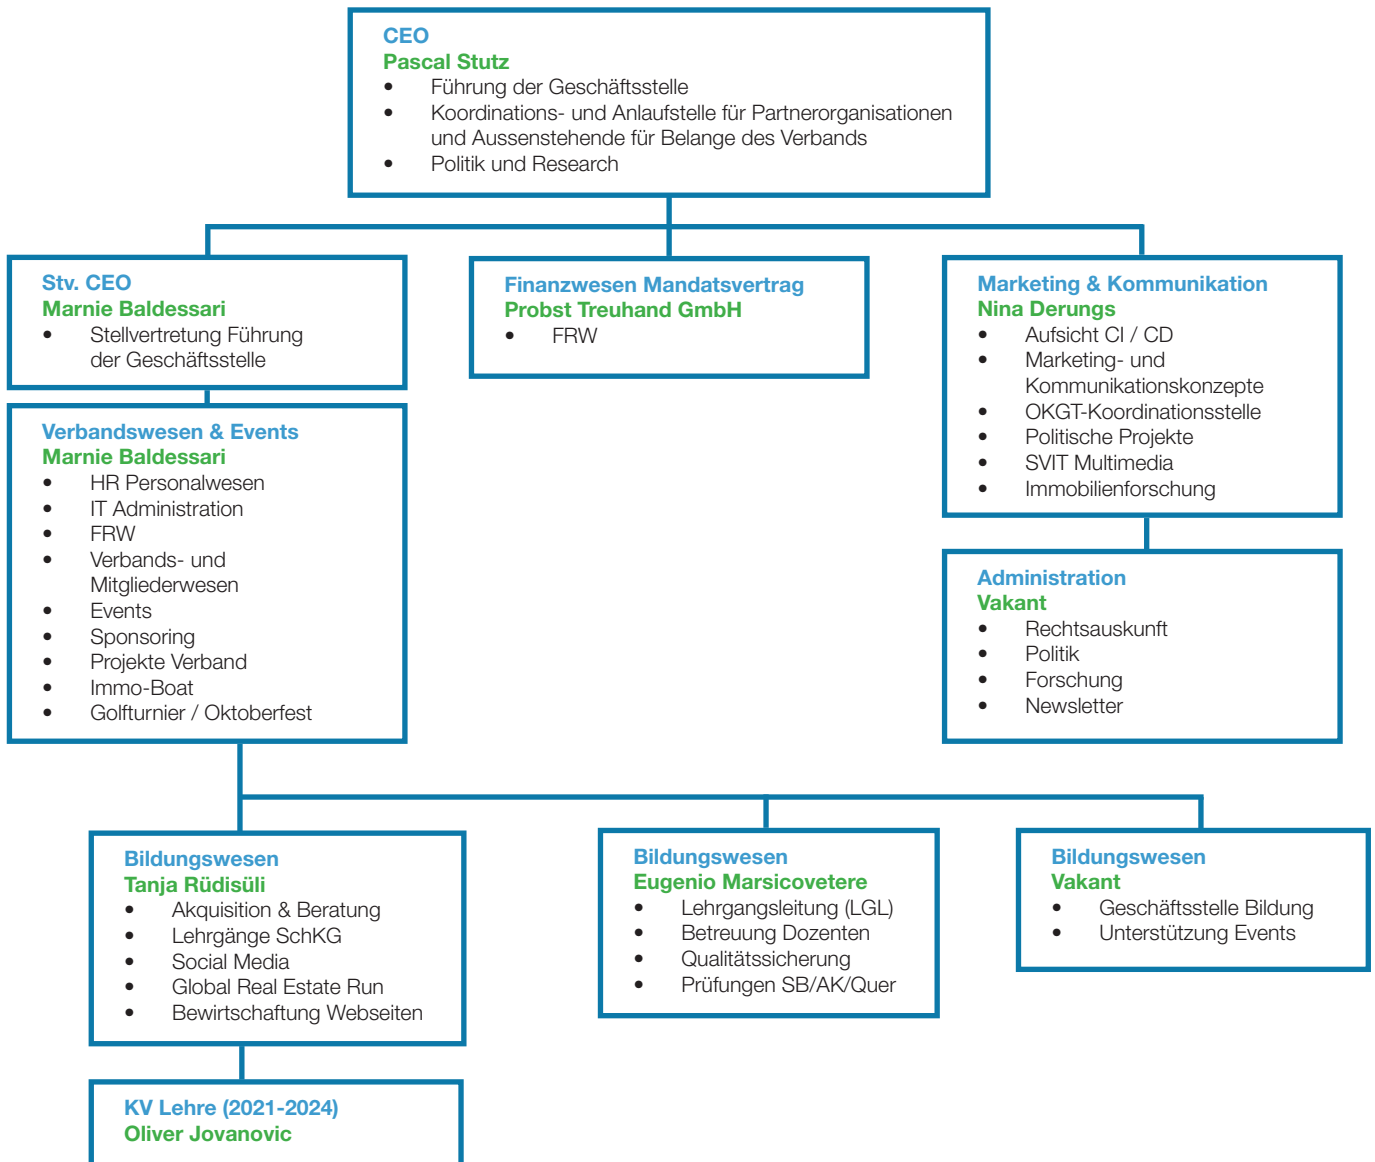 CEO
Pascal Stutz
• Führung der Geschäftsstelle
• Koordinations- und Anlaufstelle für Partnerorganisationen
und Aussenstehende für Belange des Verbands
• Politik und Research
Stv. CEO
Marnie Baldessari
• Stellvertretung Führung
der Geschäftsstelle
Finanzwesen Mandatsvertrag
Probst Treuhand GmbH
• FRW
Marketing & Kommunikation
Nina Derungs
• Aufsicht CI / CD
• Marketing- und
Kommunikationskonzepte
• OKGT-Koordinationsstelle
• Politische Projekte
• SVIT Multimedia
• Immobilienforschung
Verbandswesen & Events
Marnie Baldessari
• HR Personalwesen
• IT Administration
• FRW
• Verbands- und
Mitgliederwesen
• Events
• Sponsoring
• Projekte Verband
• Immo-Boat
• Golfturnier / Oktoberfest
Administration
Vakant
• Rechtsauskunft
• Politik
• Forschung
• Newsletter
Bildungswesen
Tanja Rüdisüli
• Akquisition & Beratung
• Lehrgänge SchKG
• Social Media
• Global Real Estate Run
• Bewirtschaftung Webseiten
Bildungswesen
Eugenio Marsicovetere
• Lehrgangsleitung (LGL)
• Betreuung Dozenten
• Qualitätssicherung
• Prüfungen SB/AK/Quer
Bildungswesen
Vakant
• Geschäftsstelle Bildung
• Unterstützung Events
KV Lehre (2021-2024)
Oliver Jovanovic